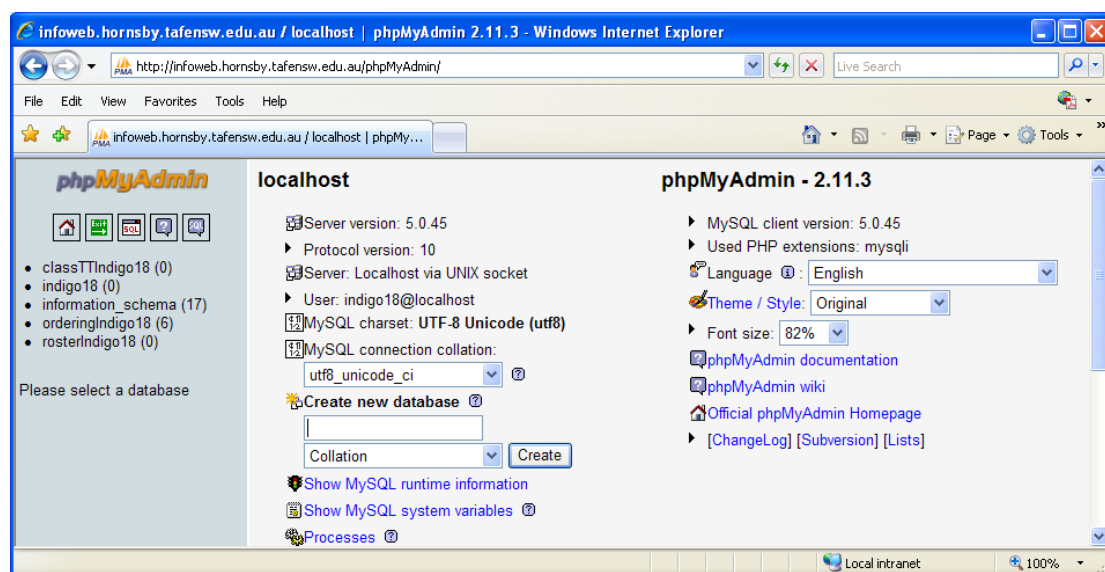 infoweb.hornsby.tafensw.edu.au / localhost | phpMyAdmin 2.11.3 - Windows Internet Explorer
PMA http://infoweb.hornsby.tafensw.edu.au/phpMyAdmin/
Live Search
File Edit View Favorites Tools Help
PMA infoweb.hornsby.tafensw.edu.au / localhost | phpMy...
Page Tools »
phpMyAdmin
EXIT SQL ? SQL
classTTIndigo18 (0)
indigo18 (0)
information_schema (17)
orderingIndigo18 (6)
rosterIndigo18 (0)
Please select a database
localhost
Server version: 5.0.45
Protocol version: 10
Server: Localhost via UNIX socket
User: indigo18@localhost
MySQL charset: UTF-8 Unicode (utf8)
MySQL connection collation:
utf8_unicode_ci
Create new database
Collation Create
Show MySQL runtime information
Show MySQL system variables
Processes
phpMyAdmin - 2.11.3
MySQL client version: 5.0.45
Used PHP extensions: mysqli
Language : English
Theme / Style: Original
Font size: 82%
phpMyAdmin documentation
phpMyAdmin wiki
Official phpMyAdmin Homepage
[ChangeLog] [Subversion] [Lists]
Local intranet 100%